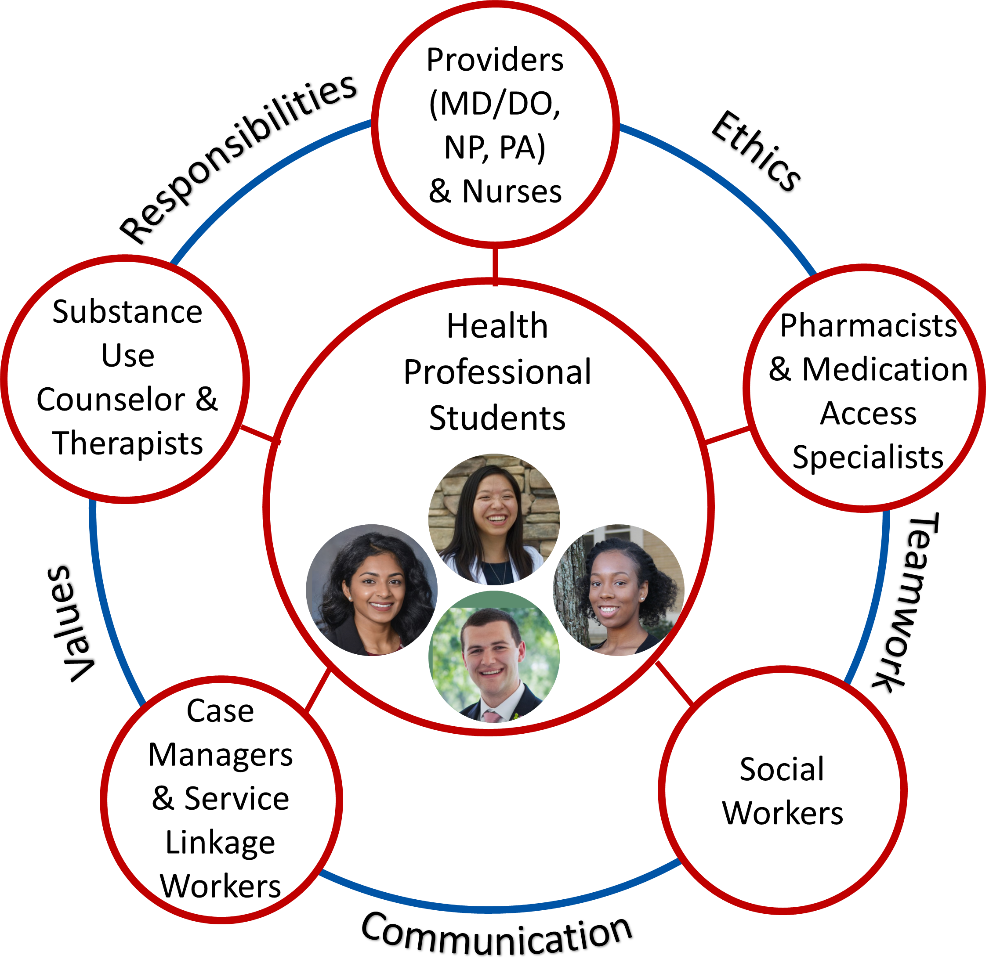 Providers
(MD/DO,
NP, PA)
& Nurses
Responsibilities
Ethics
Substance
Use
Counselor &
Therapists
Health
Professional
Students
Pharmacists
& Medication
Access
Specialists
Values
Teamwork
Case
Managers
& Service
Linkage
Workers
Social
Workers
Communication